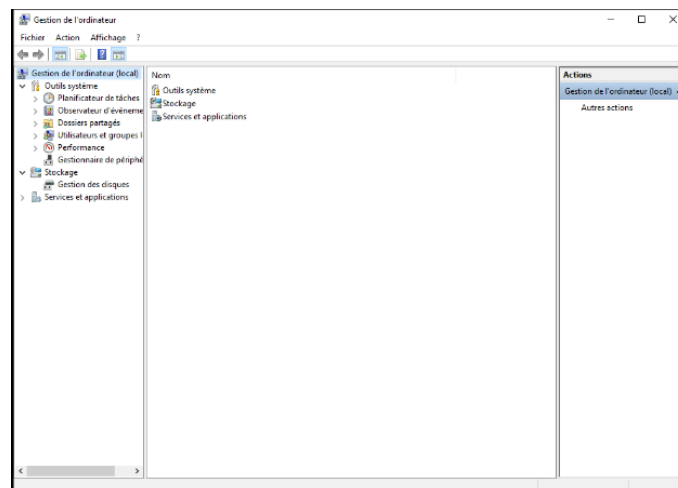 Gestion de l'ordinateur
Fichier Action Affichage ?
Gestion de l'ordinateur (local)
Outils système
Planificateur de tâches
Observateur d'événeme
Dossiers partagés
Utilisateurs et groupes l
Performance
Gestionnaire de périphé
Stockage
Gestion des disques
Services et applications
Nom
Outils système
Stockage
Services et applications
Actions
Gestion de l'ordinateur (local)
Autres actions